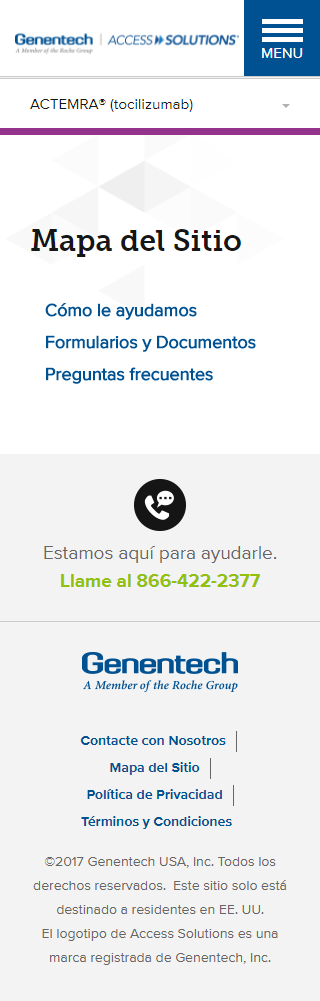 Genentech | ACCESS SOLUTIONS®
A Member of the Roche Group
MENU
ACTEMRA® (tocilizumab)
Mapa del Sitio
Cómo le ayudamos
Formularios y Documentos
Preguntas frecuentes
Estamos aquí para ayudarle.
Llame al 866-422-2377
Genentech
A Member of the Roche Group
Contacte con Nosotros
Mapa del Sitio
Política de Privacidad
Términos y Condiciones
©2017 Genentech USA, Inc. Todos los
derechos reservados. Este sitio solo está
destinado a residentes en EE. UU.
El logotipo de Access Solutions es una
marca registrada de Genentech, Inc.